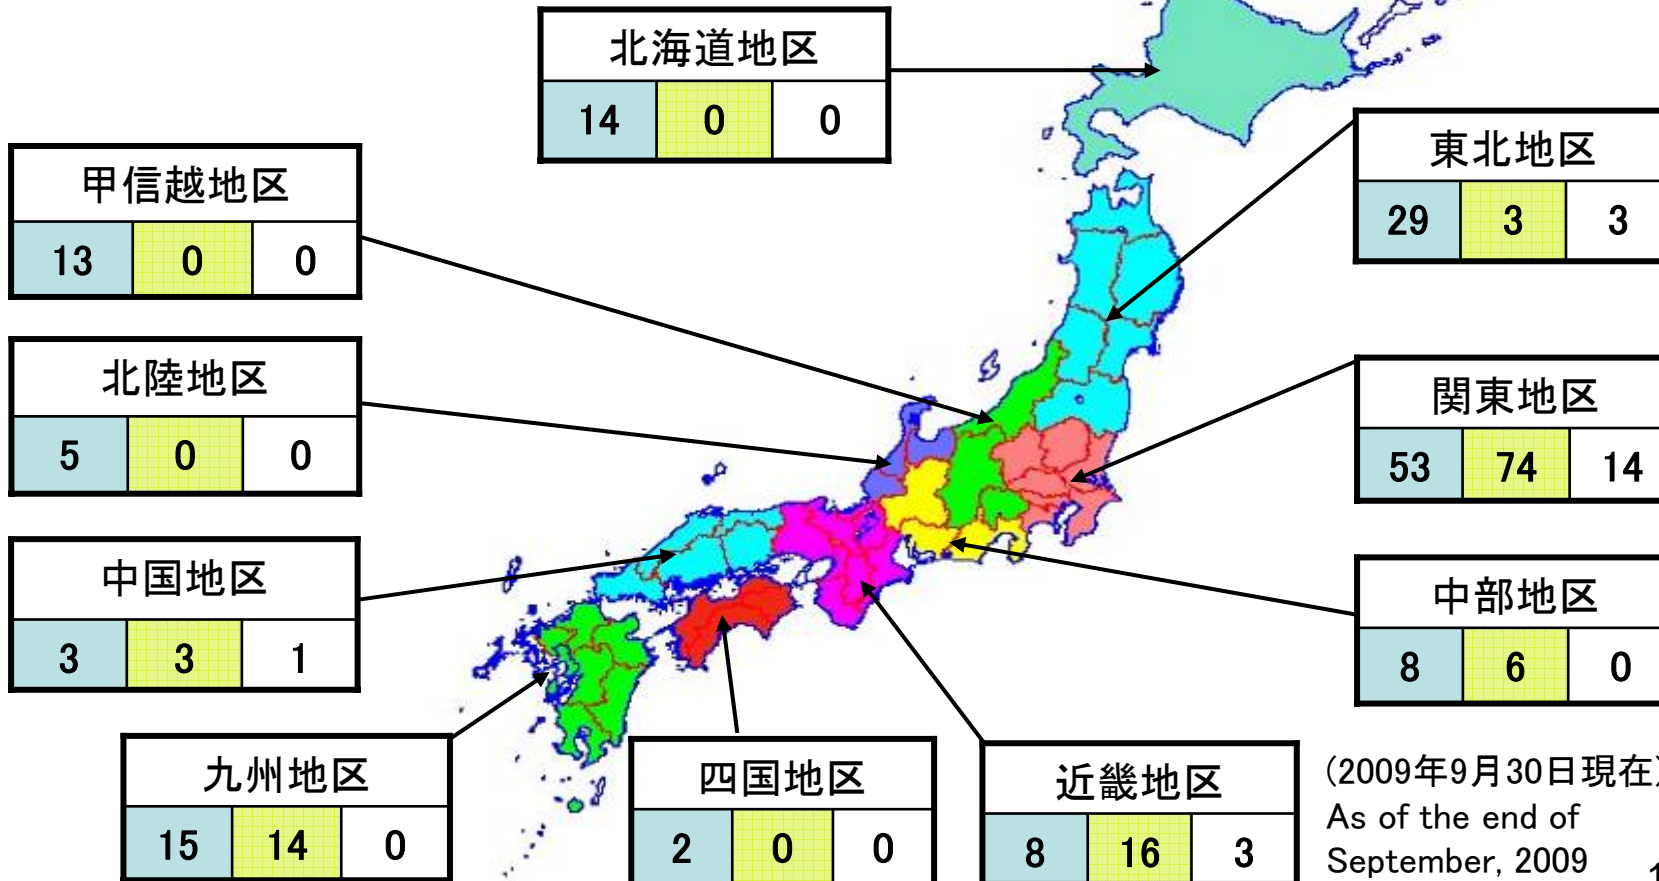 北海道地区
14 0 0
東北地区
29 3 3
甲信越地区
13 0 0
北陸地区
5 0 0
関東地区
53 74 14
中国地区
3 3 1
中部地区
8 6 0
九州地区
15 14 0
四国地区
2 0 0
近畿地区
8 16 3
(2009年9月30日現在)
As of the end of
September, 2009